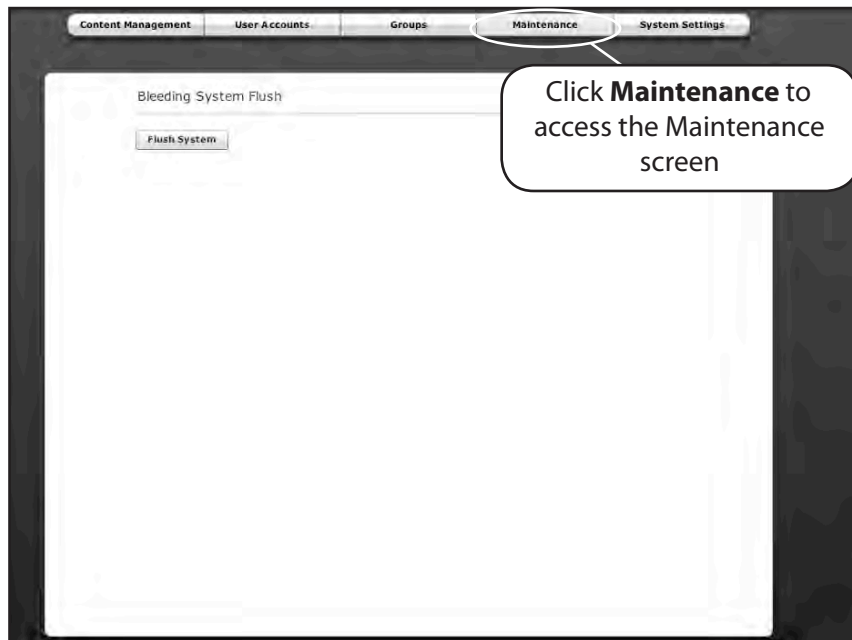 Content Management User Accounts Groups Maintenance System Settings
Click Maintenance to
access the Maintenance
screen
Bleeding System Flush
Flush System